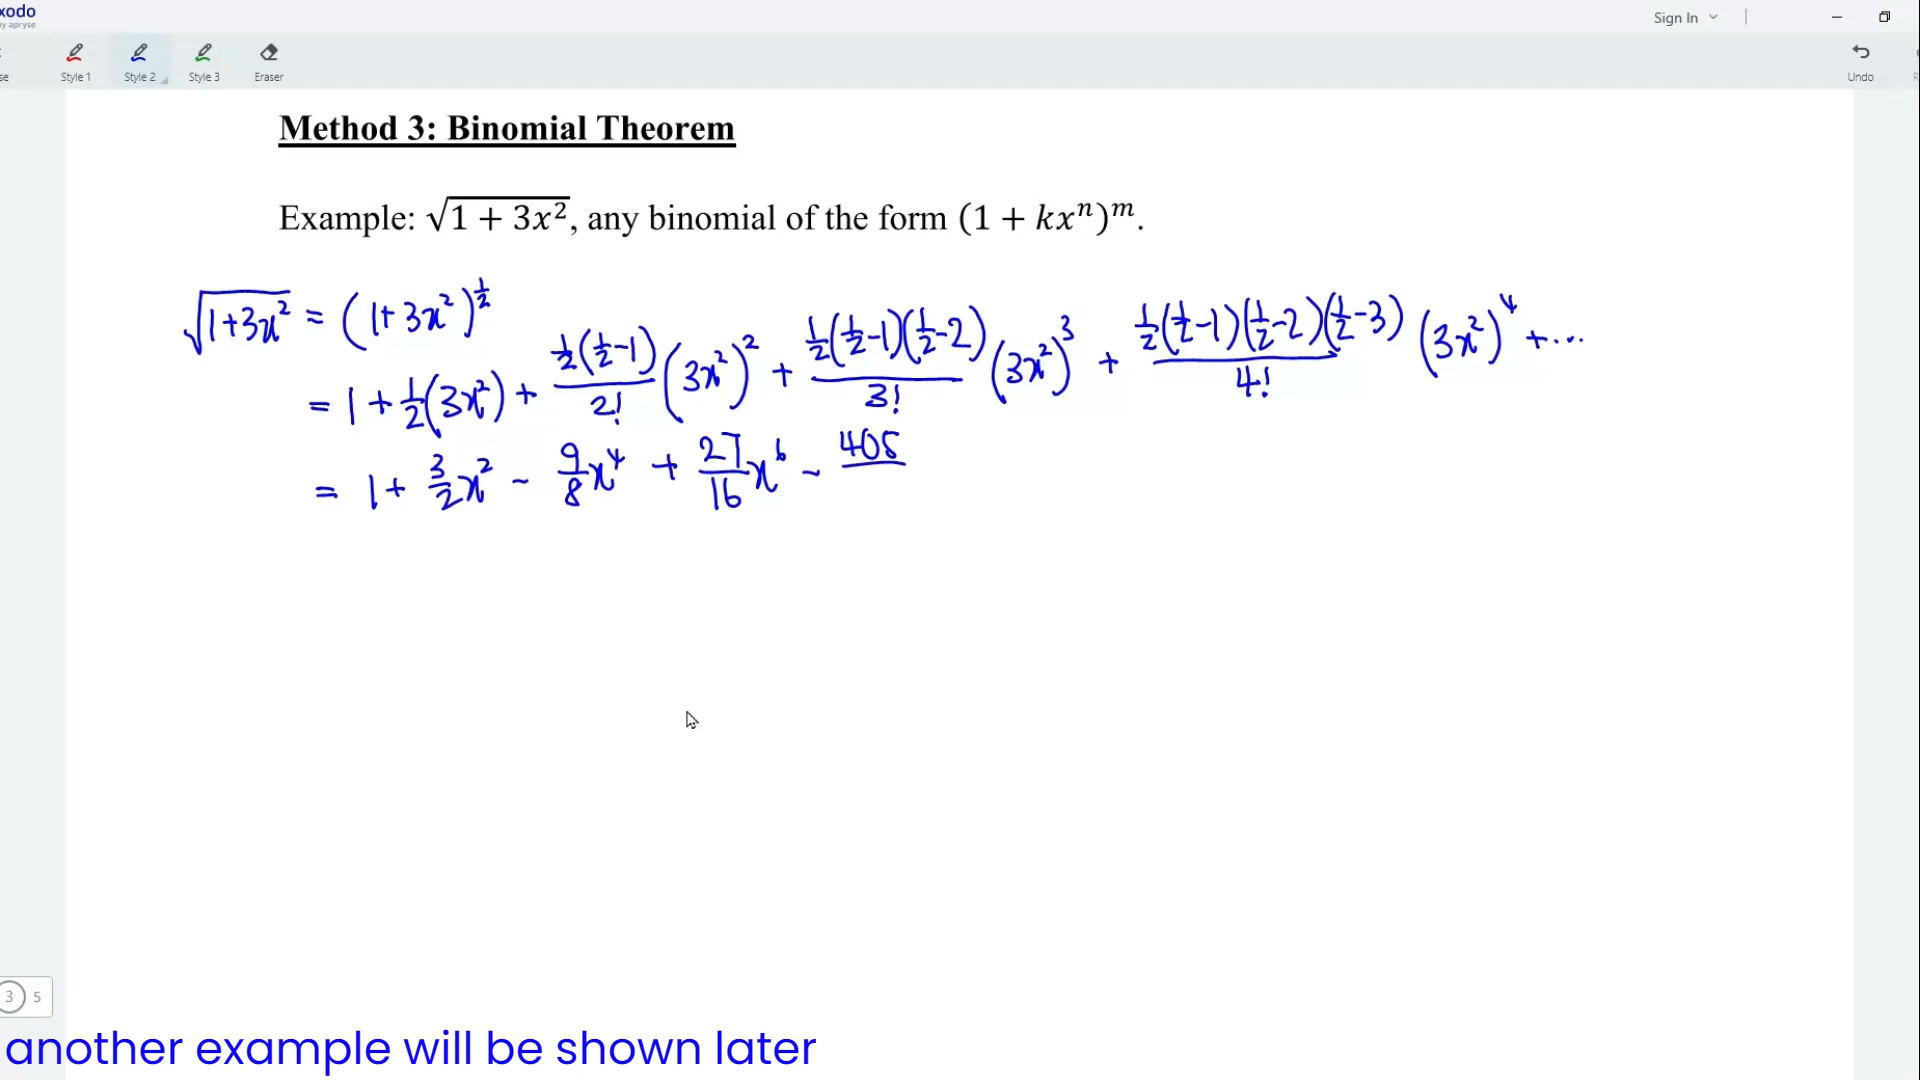 xodo
by apryse
Sign In
se
Style 1
Style 2
Style 3
Eraser
Undo
Method 3: Binomial Theorem
Example: √(1 + 3x²), any binomial of the form (1 + kxⁿ)ᵐ.
√(1+3x²) = (1+3x²)^(1/2)
= 1 + 1/2(3x²) + (1/2(1/2-1))/2! (3x²)² + (1/2(1/2-1)(1/2-2))/3! (3x²)³ + (1/2(1/2-1)(1/2-2)(1/2-3))/4! (3x²)⁴ + ...
= 1 + 3/2 x² - 9/8 x⁴ + 27/16 x⁶ - 405
3 5
another example will be shown later